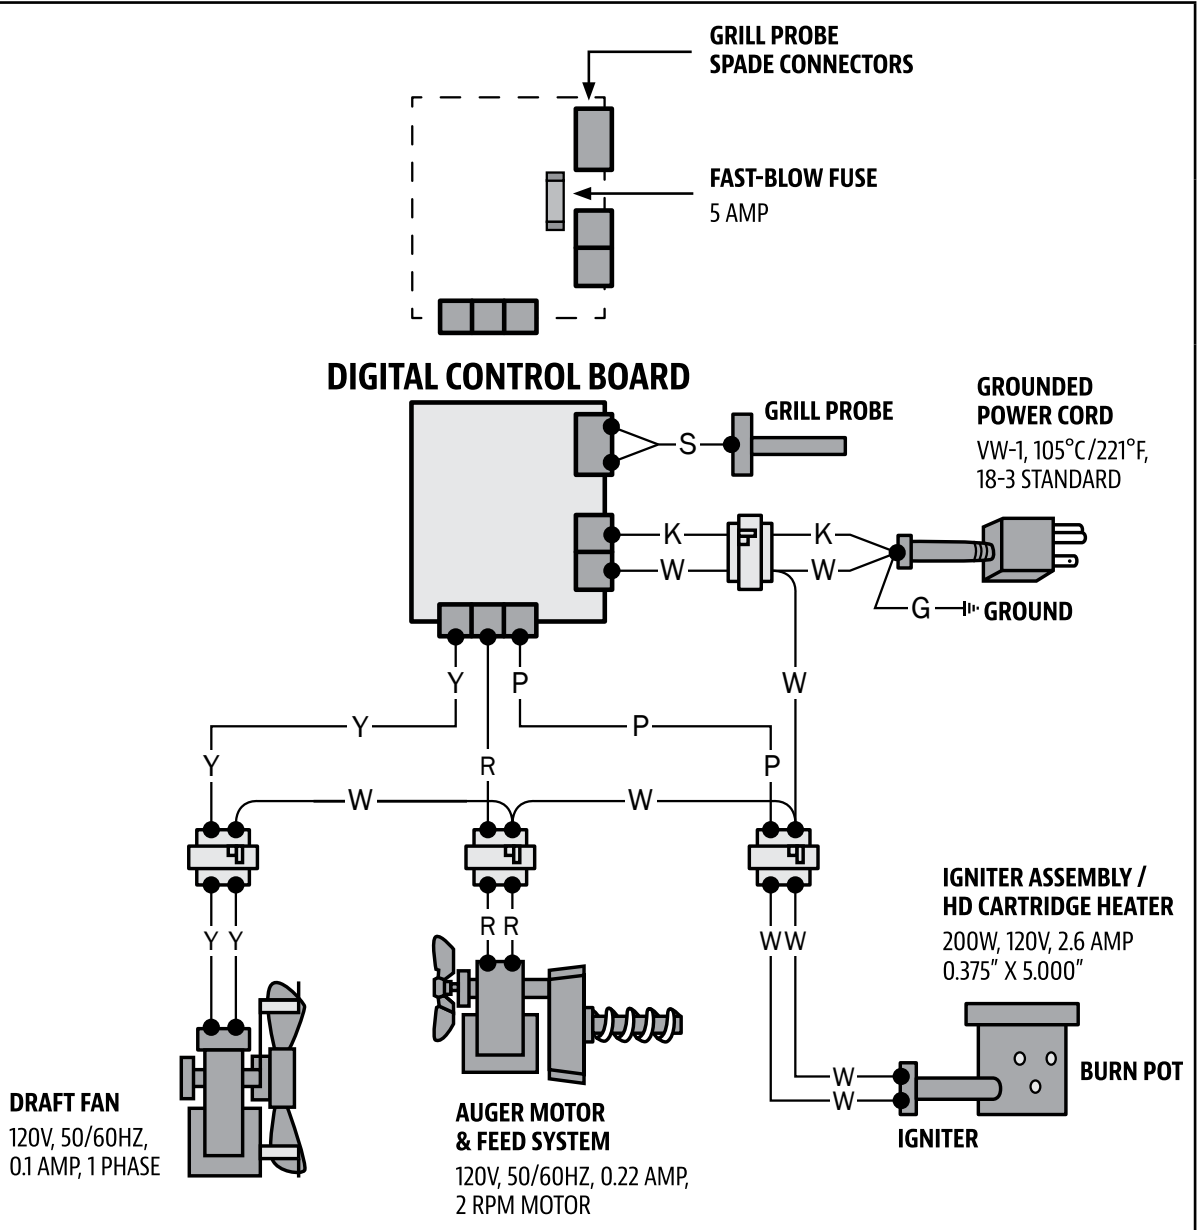 GRILL PROBE
SPADE CONNECTORS
FAST-BLOW FUSE
5 AMP
DIGITAL CONTROL BOARD
GRILL PROBE
S
GROUNDED
POWER CORD
VW-1, 105°C/221°F,
18-3 STANDARD
K K
W W
G GROUND
Y P W
Y P
Y R P
W W
Y Y R R W W
IGNITER ASSEMBLY /
HD CARTRIDGE HEATER
200W, 120V, 2.6 AMP
0.375" X 5.000"
BURN POT
W
W
IGNITER
DRAFT FAN
120V, 50/60HZ,
0.1 AMP, 1 PHASE
AUGER MOTOR
& FEED SYSTEM
120V, 50/60HZ, 0.22 AMP,
2 RPM MOTOR